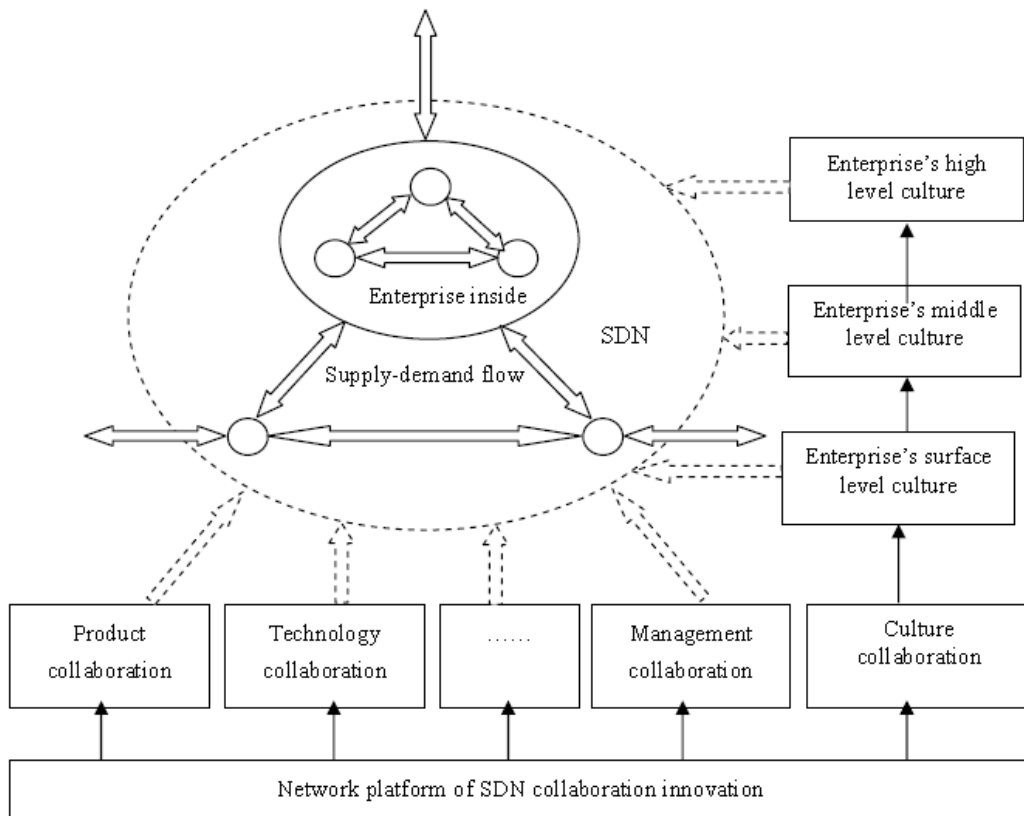 Enterprise's high
level culture
Enterprise inside
Enterprise's middle
level culture
SDN
Supply-demand flow
Enterprise's surface
level culture
Product
collaboration
Technology
collaboration
......
Management
collaboration
Culture
collaboration
Network platform of SDN collaboration innovation